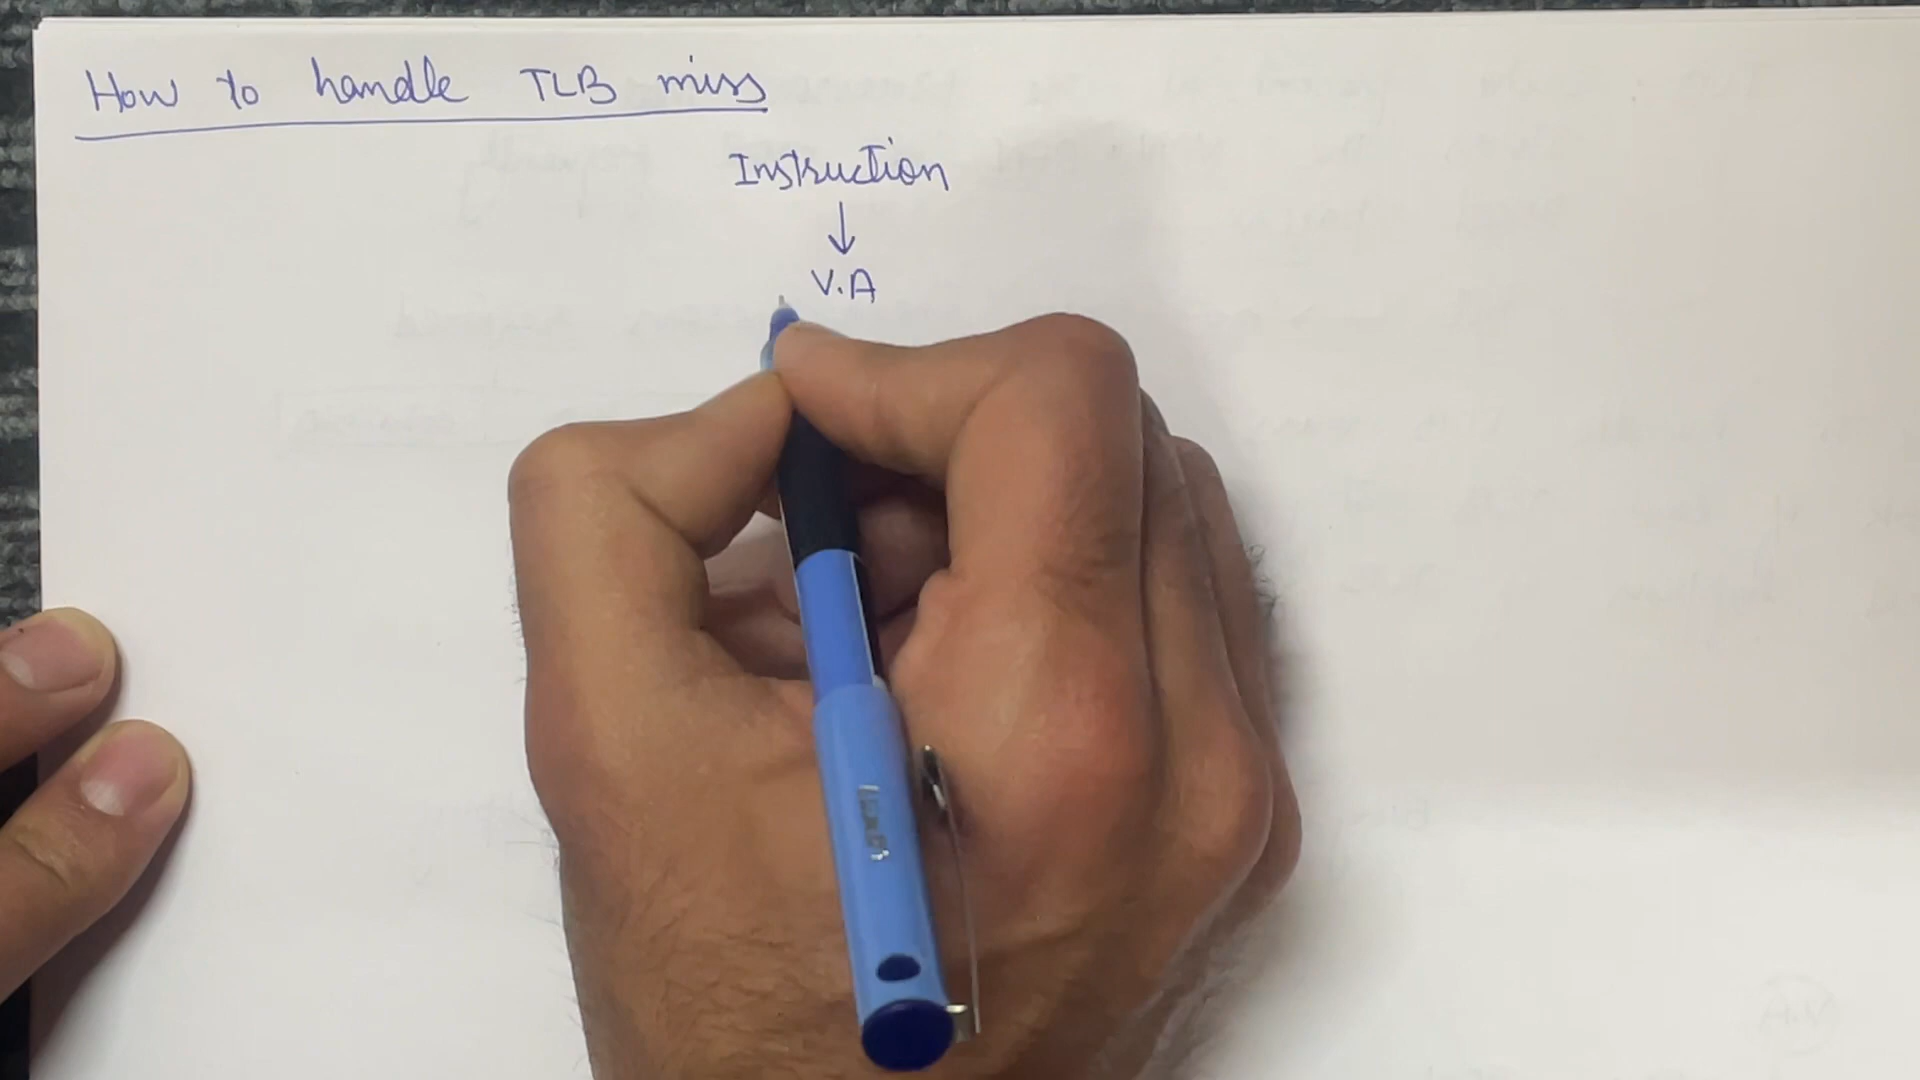 How to handle TLB miss
Instruction
↓
V.A